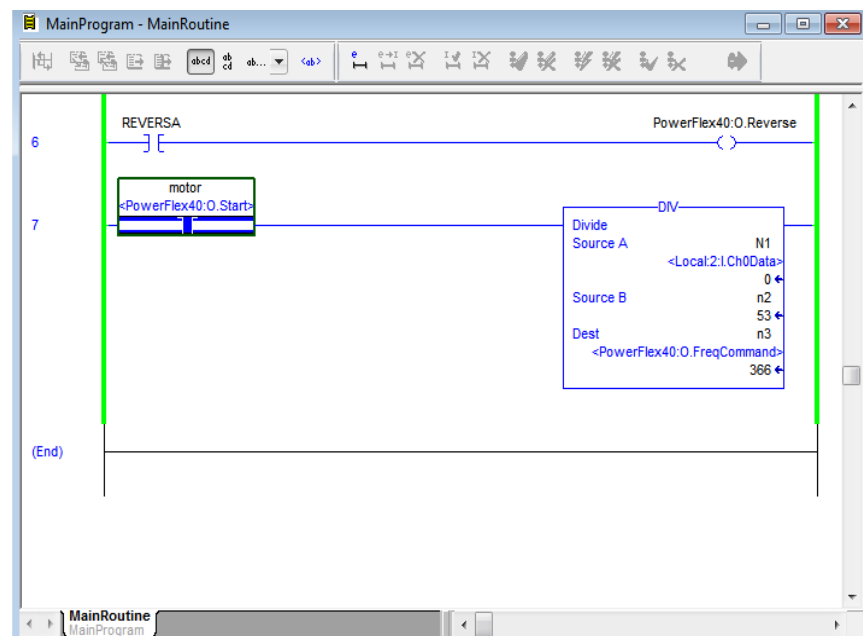 MainProgram - MainRoutine
abcd ab cd ab... <ab> e e→I e I I
REVERSA PowerFlex40:O.Reverse
6
motor
<PowerFlex40:O.Start>
7
DIV
Divide
Source A N1
<Local:2:I.Ch0Data>
0
Source B n2
53
Dest n3
<PowerFlex40:O.FreqCommand>
366
(End)
MainRoutine
MainProgram